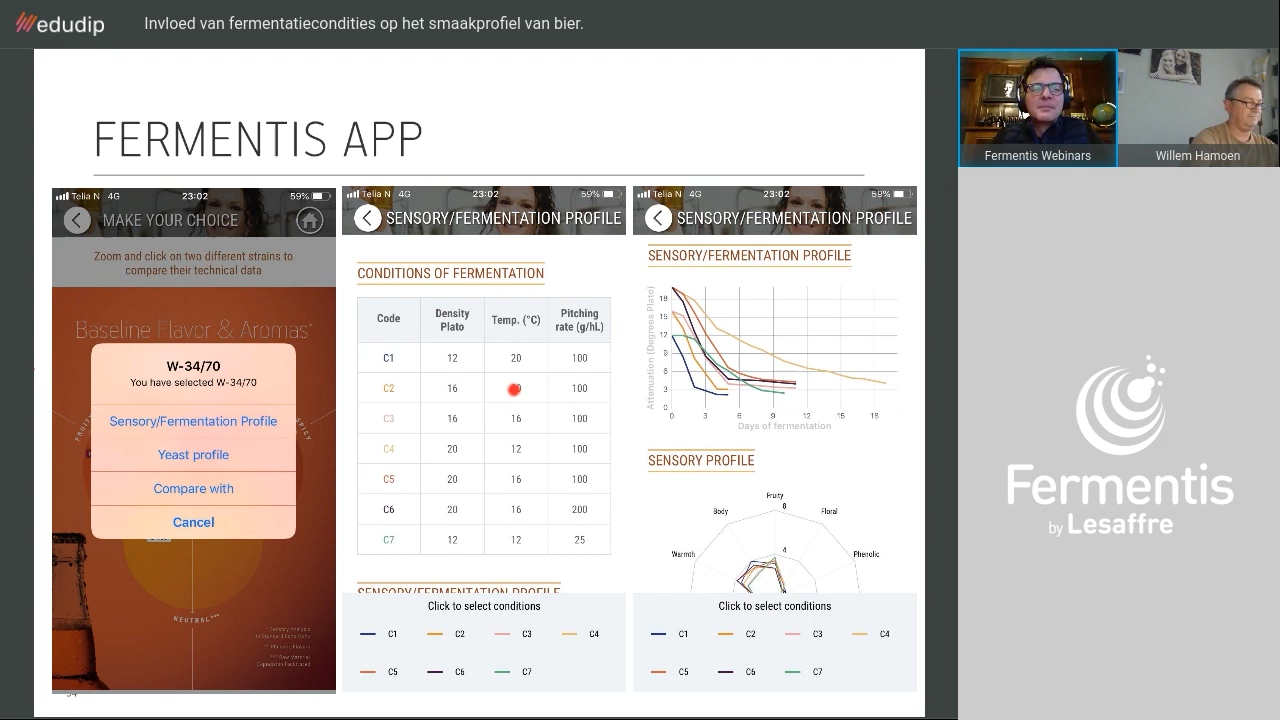 edudip
Invloed van fermentatiecondities op het smaakprofiel van bier.
FERMENTIS APP
Telia N 4G 23:02 59%
MAKE YOUR CHOICE
Zoom and click on two different strains to
compare their technical data
Baseline Flavor & Aromas*
W-34/70
You have selected W-34/70
Sensory/Fermentation Profile
Yeast profile
Compare with
Cancel
NEUTRAL***
Telia N 4G 23:02 59%
SENSORY/FERMENTATION PROFILE
CONDITIONS OF FERMENTATION
Code Density Plato Temp. (°C) Pitching rate (g/hL)
C1 12 20 100
C2 16 100
C3 16 16 100
C4 20 12 100
C5 20 16 100
C6 20 16 200
C7 12 12 25
SENSORY/FERMENTATION PROFILE
Click to select conditions
C1 C2 C3 C4
C5 C6 C7
Telia N 4G 23:02 59%
SENSORY/FERMENTATION PROFILE
SENSORY/FERMENTATION PROFILE
Attenuation (Degrees Plato)
18
15
12
9
6
3
0
0 3 6 9 12 15 18
Days of fermentation
SENSORY PROFILE
Fruity
8
Body Floral
4
Warmth Phenolic
Click to select conditions
C1 C2 C3 C4
C5 C6 C7
Fermentis Webinars
Willem Hamoen
Fermentis
by Lesaffre